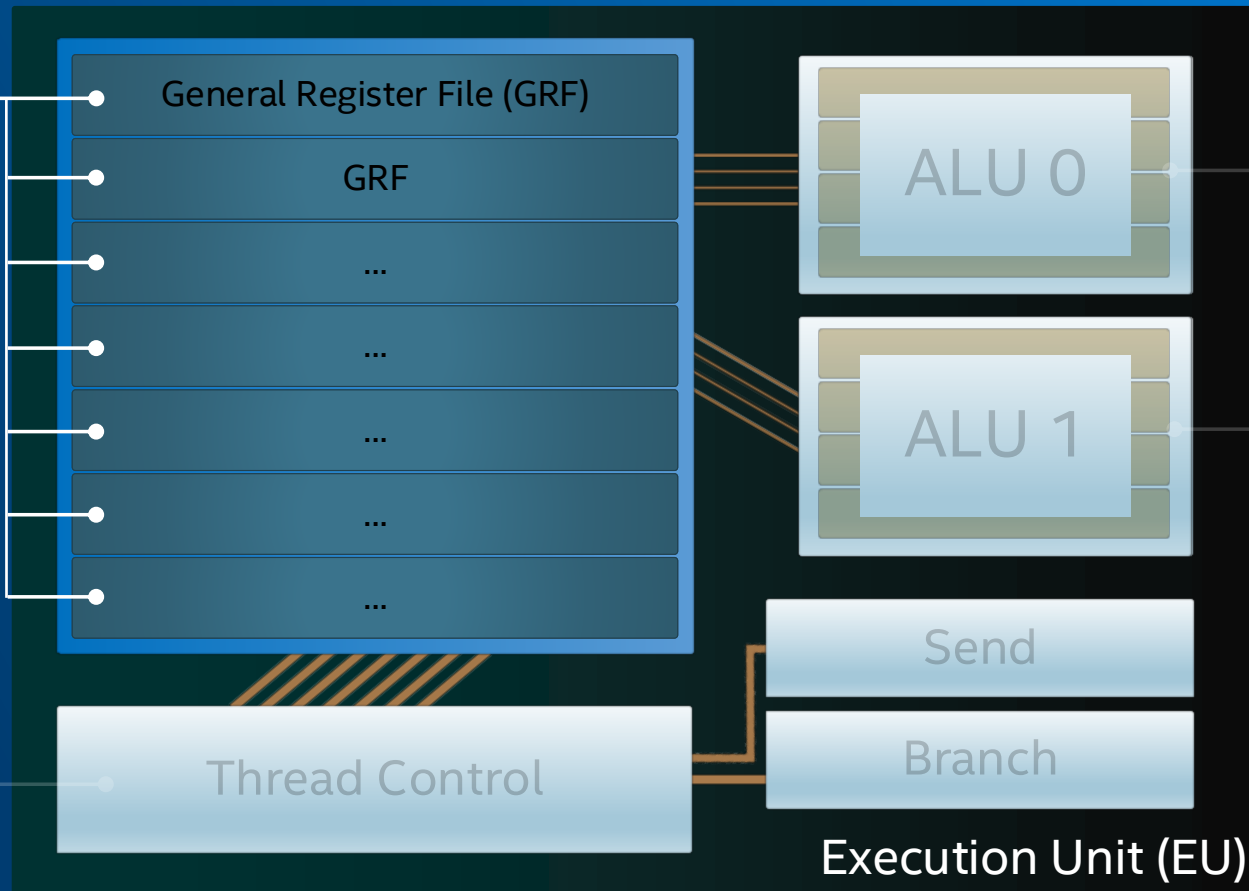 General Register File (GRF)
GRF
...
...
...
...
...
ALU 0
ALU 1
Send
Branch
Thread Control
Execution Unit (EU)